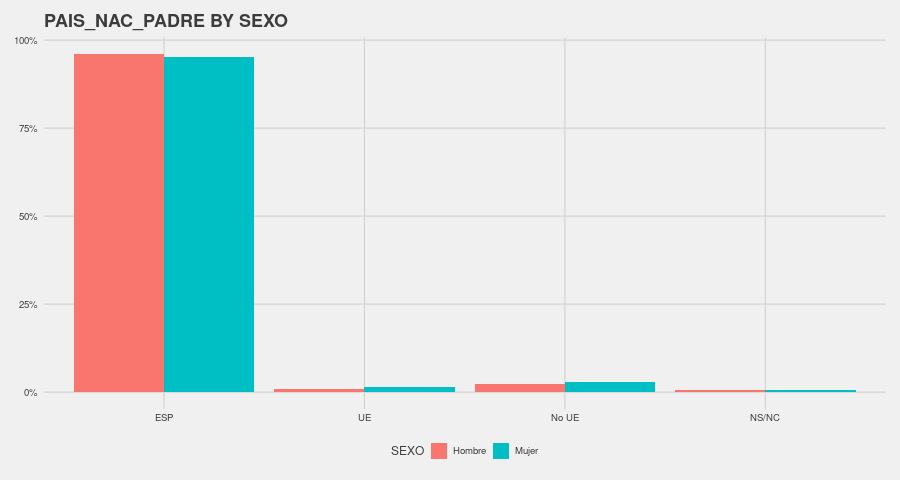 PAIS_NAC_PADRE BY SEXO
100%
75%
50%
25%
0%
ESP UE No UE NS/NC
SEXO Hombre Mujer